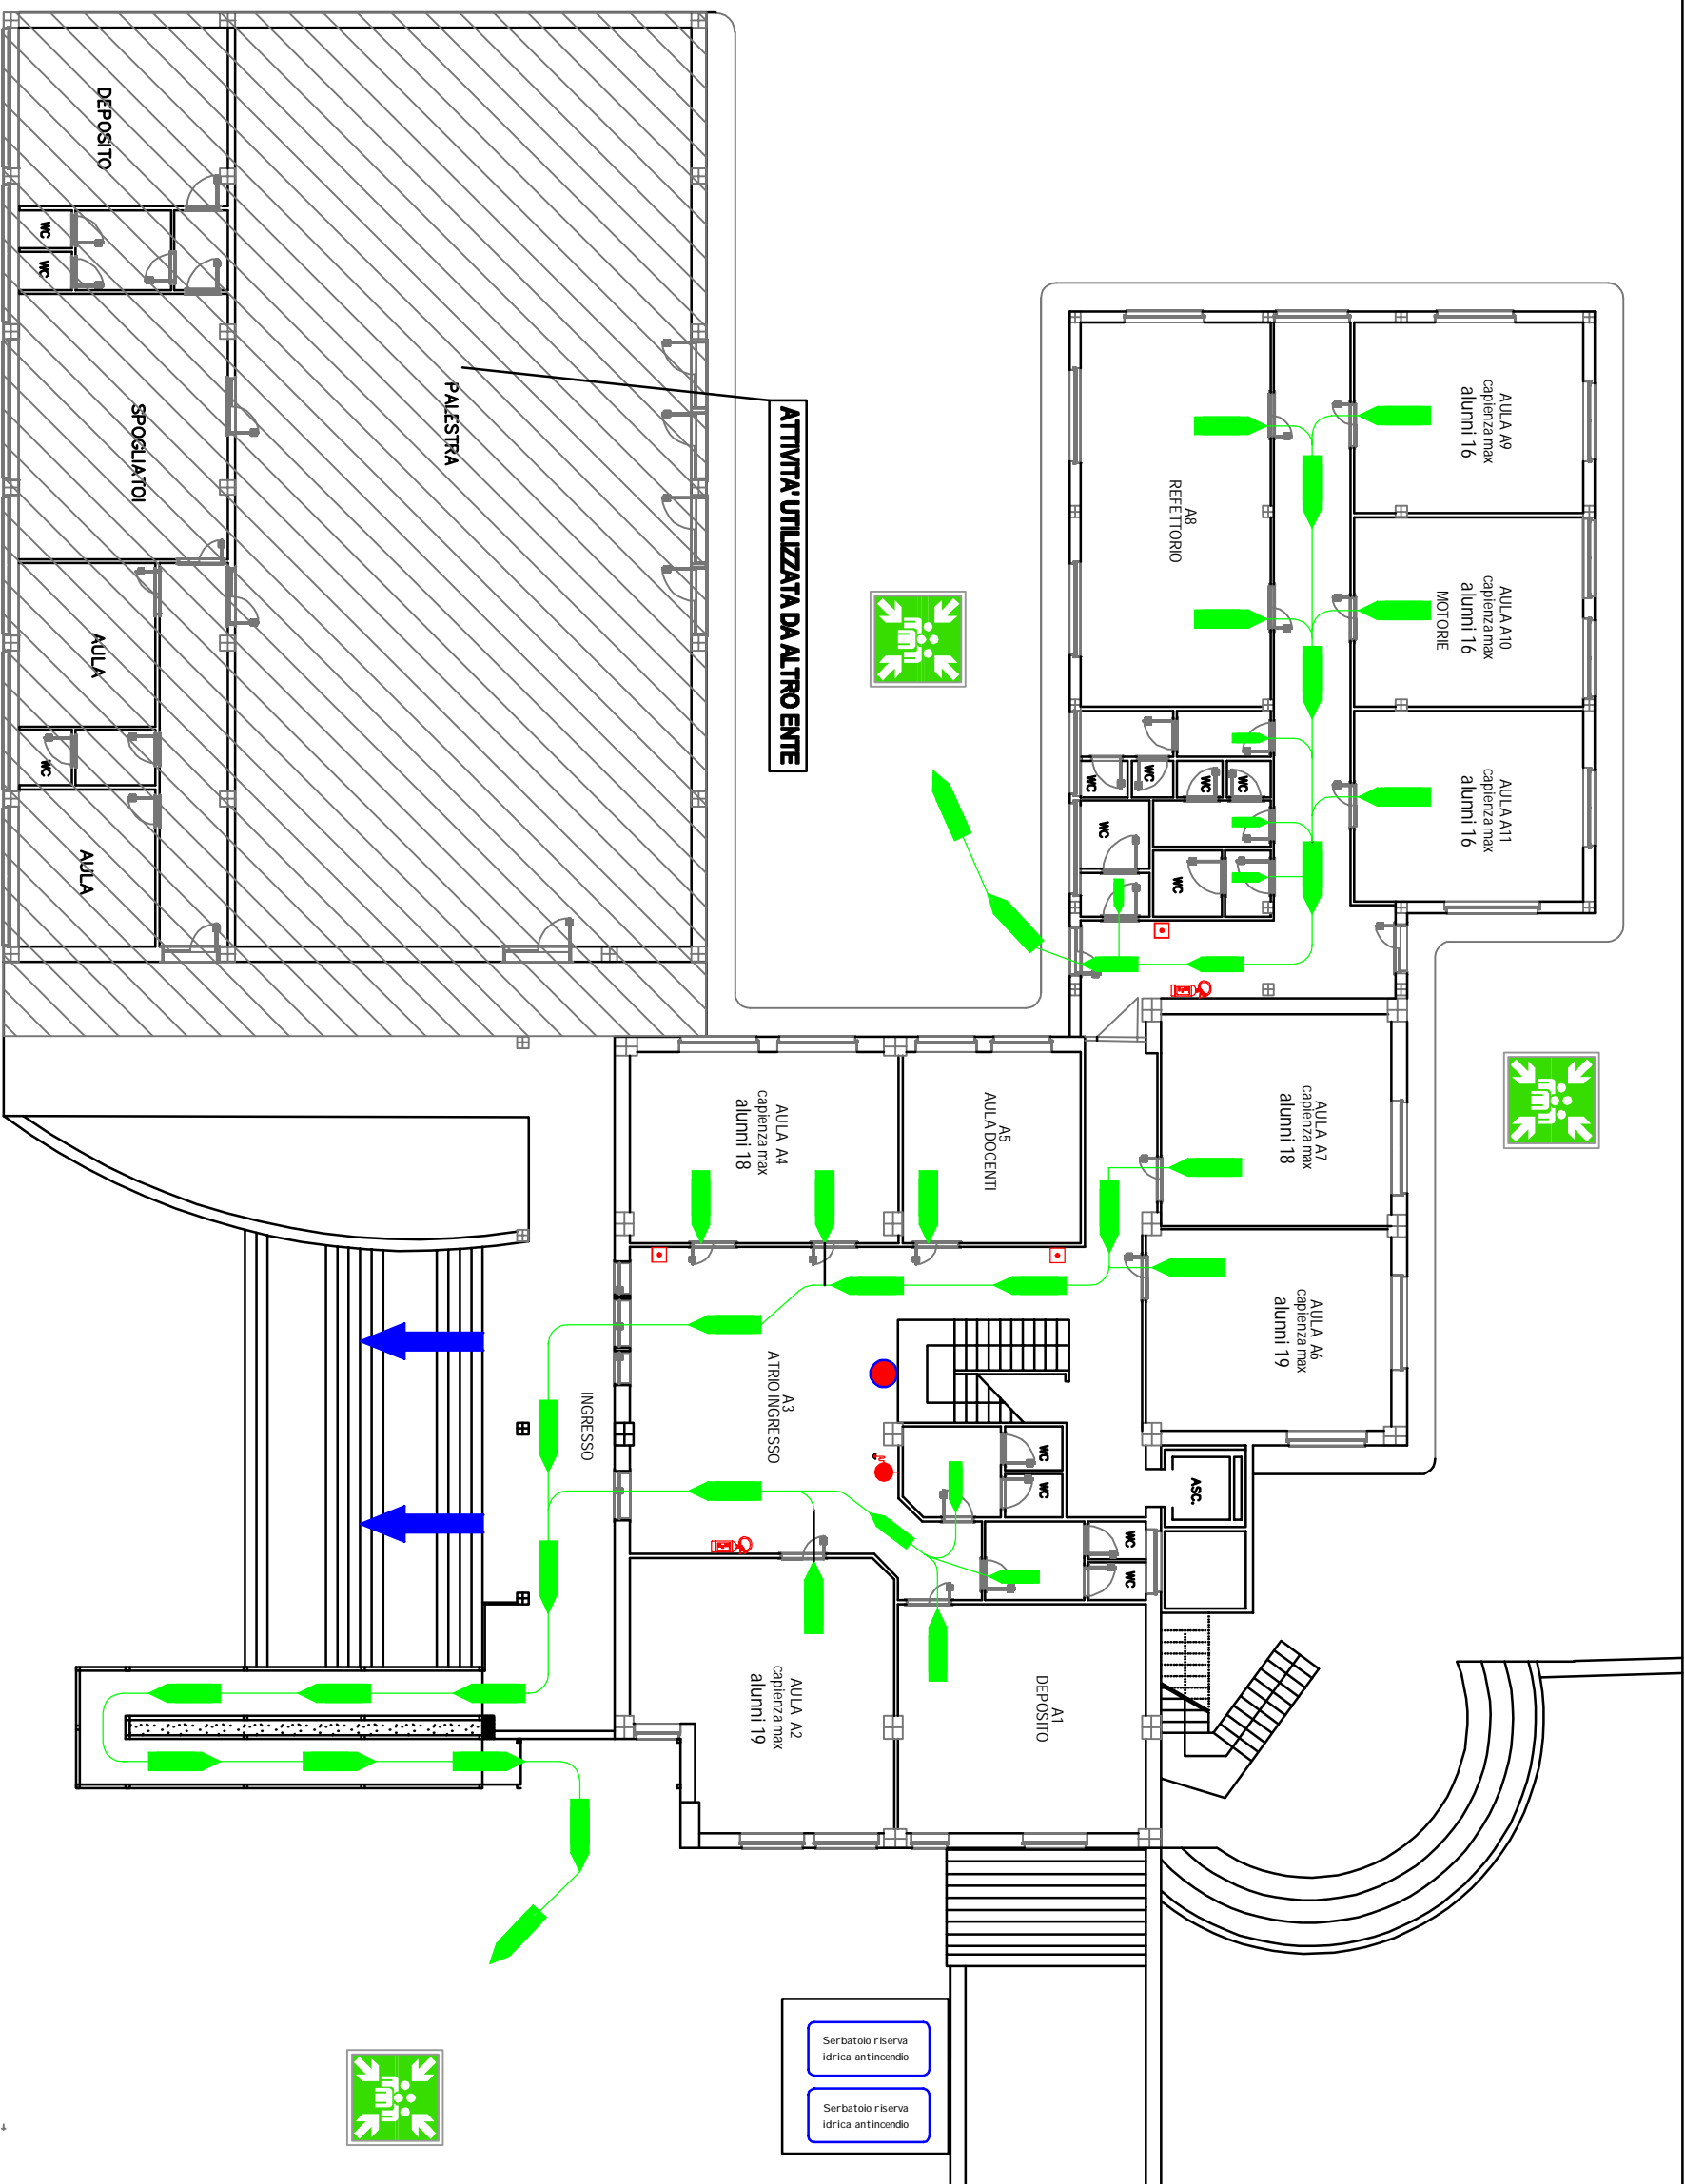 DEPOSITO
WC
WC
SPOGLIATOI
PALESTRA
AULA
WC
AULA
ATTIVITA' UTILIZZATA DA ALTRO ENTE
AULA A9
capienza max
alunni 16
A8
REFETTORIO
AULA A10
capienza max
alunni 16
MOTORIE
AULA A11
capienza max
alunni 16
WC
WC
WC
WC
WC
WC
AULA A7
capienza max
alunni 18
AULA A4
capienza max
alunni 18
A5
AULA DOCENTI
AULA A6
capienza max
alunni 19
A3
ATRIO INGRESSO
INGRESSO
WC
WC
ASC.
WC
WC
AULA A2
capienza max
alunni 19
A1
DEPOSITO
Serbatoio riserva
idrica antincendio
Serbatoio riserva
idrica antincendio